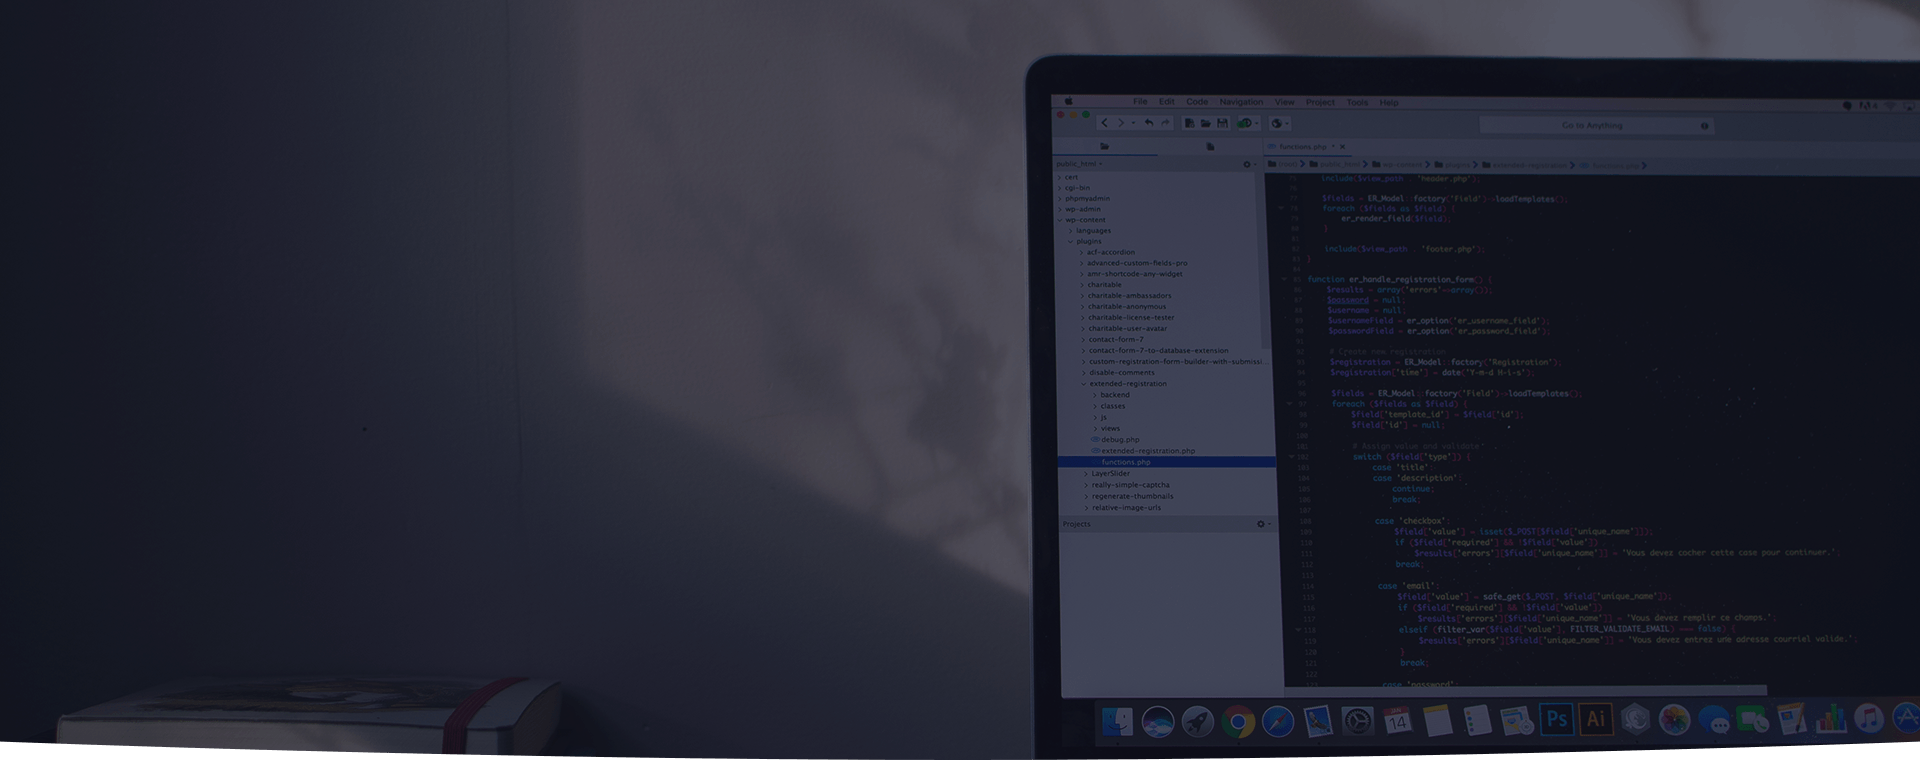 File Edit Code Navigation View Project Tools Help
Go to Anything
functions.php
public_html
public_html wp-content plugins extended-registration functions.php
cert
cgi-bin
phpmyadmin
wp-admin
wp-content
languages
plugins
acf-accordion
advanced-custom-fields-pro
amr-shortcode-any-widget
charitable
charitable-ambassadors
charitable-anonymous
charitable-license-tester
charitable-user-avatar
contact-form-7
contact-form-7-to-database-extension
custom-registration-form-builder-with-submissi...
disable-comments
extended-registration
backend
classes
js
views
debug.php
extended-registration.php
functions.php
LayerSlider
really-simple-captcha
regenerate-thumbnails
relative-image-urls
Projects
include($view_path . 'header.php');
$fields = ER_Model::factory('Field')->loadTemplates();
foreach ($fields as $field) {
er_render_field($field);
}
include($view_path . 'footer.php');
}
function er_handle_registration_form() {
$results = array('errors'=>array());
$password = null;
$username = null;
$usernameField = er_option('er_username_field');
$passwordField = er_option('er_password_field');
# Create new registration
$registration = ER_Model::factory('Registration');
$registration['time'] = date('Y-m-d H-i-s');
$fields = ER_Model::factory('Field')->loadTemplates();
foreach ($fields as $field) {
$field['template_id'] = $field['id'];
$field['id'] = null;
# Assign value and validate
switch ($field['type']) {
case 'title':
case 'description':
continue;
break;
case 'checkbox':
$field['value'] = isset($_POST[$field['unique_name']]);
if ($field['required'] && !$field['value'])
$results['errors'][$field['unique_name']] = 'Vous devez cocher cette case pour continuer.';
break;
case 'email':
$field['value'] = safe_get($_POST, $field['unique_name']);
if ($field['required'] && !$field['value'])
$results['errors'][$field['unique_name']] = 'Vous devez remplir ce champs.';
elseif (filter_var($field['value'], FILTER_VALIDATE_EMAIL) === false) {
$results['errors'][$field['unique_name']] = 'Vous devez entrez une adresse courriel valide.';
}
break;
case 'password':
14
Ps
Ai